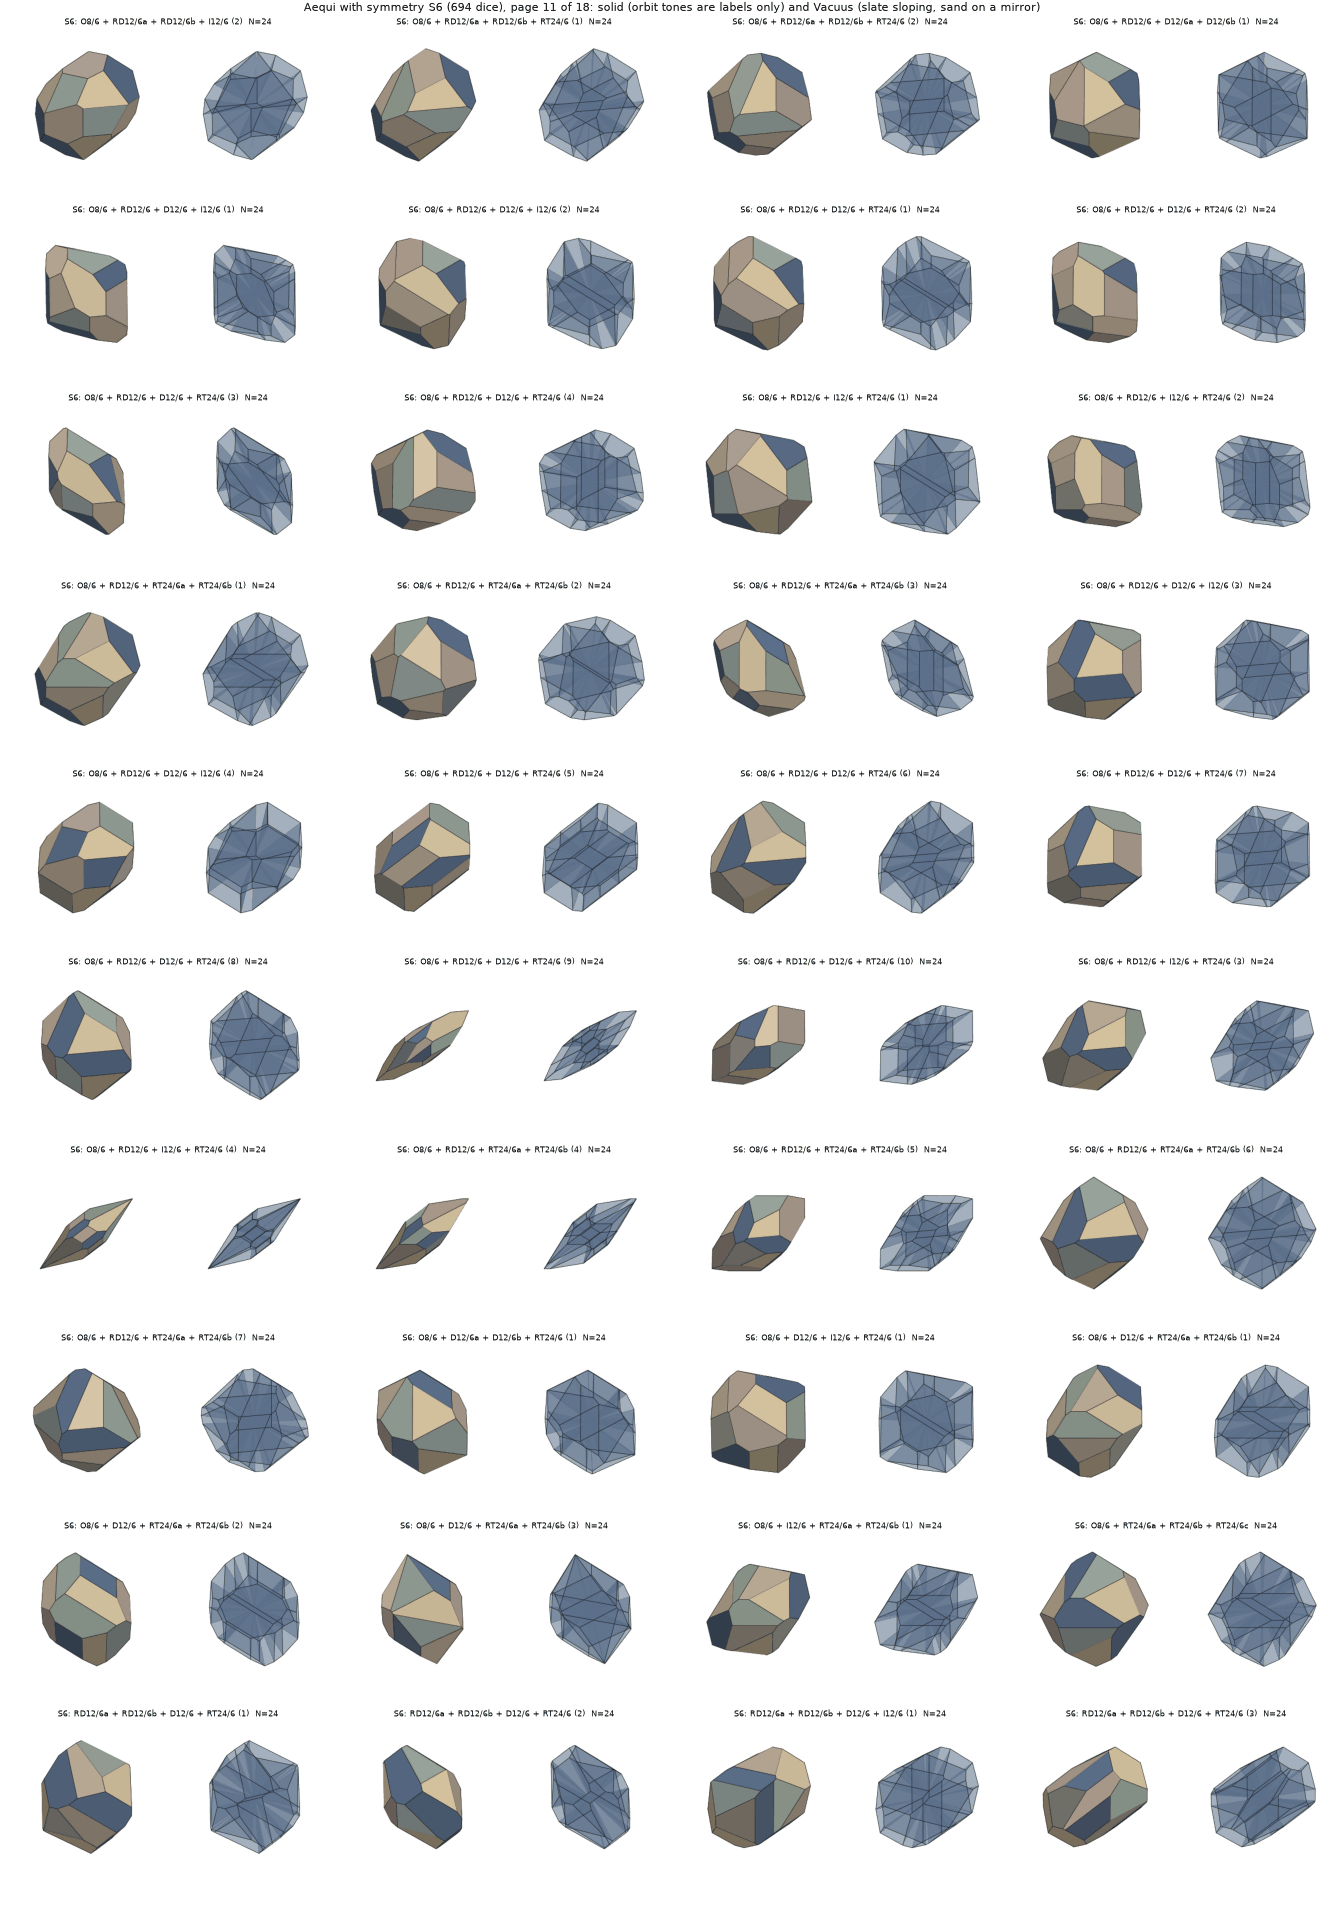 Aequi with symmetry S6 (694 dice), page 11 of 18: solid (orbit tones are labels only) and Vacuus (slate sloping, sand on a mirror)
S6: O8/6 + RD12/6a + RD12/6b + I12/6 (2)  N=24
S6: O8/6 + RD12/6a + RD12/6b + RT24/6 (1)  N=24
S6: O8/6 + RD12/6a + RD12/6b + RT24/6 (2)  N=24
S6: O8/6 + RD12/6 + D12/6a + D12/6b (1)  N=24
S6: O8/6 + RD12/6 + D12/6 + I12/6 (1)  N=24
S6: O8/6 + RD12/6 + D12/6 + I12/6 (2)  N=24
S6: O8/6 + RD12/6 + D12/6 + RT24/6 (1)  N=24
S6: O8/6 + RD12/6 + D12/6 + RT24/6 (2)  N=24
S6: O8/6 + RD12/6 + D12/6 + RT24/6 (3)  N=24
S6: O8/6 + RD12/6 + D12/6 + RT24/6 (4)  N=24
S6: O8/6 + RD12/6 + I12/6 + RT24/6 (1)  N=24
S6: O8/6 + RD12/6 + I12/6 + RT24/6 (2)  N=24
S6: O8/6 + RD12/6 + RT24/6a + RT24/6b (1)  N=24
S6: O8/6 + RD12/6 + RT24/6a + RT24/6b (2)  N=24
S6: O8/6 + RD12/6 + RT24/6a + RT24/6b (3)  N=24
S6: O8/6 + RD12/6 + D12/6 + I12/6 (3)  N=24
S6: O8/6 + RD12/6 + D12/6 + I12/6 (4)  N=24
S6: O8/6 + RD12/6 + D12/6 + RT24/6 (5)  N=24
S6: O8/6 + RD12/6 + D12/6 + RT24/6 (6)  N=24
S6: O8/6 + RD12/6 + D12/6 + RT24/6 (7)  N=24
S6: O8/6 + RD12/6 + D12/6 + RT24/6 (8)  N=24
S6: O8/6 + RD12/6 + D12/6 + RT24/6 (9)  N=24
S6: O8/6 + RD12/6 + D12/6 + RT24/6 (10)  N=24
S6: O8/6 + RD12/6 + I12/6 + RT24/6 (3)  N=24
S6: O8/6 + RD12/6 + I12/6 + RT24/6 (4)  N=24
S6: O8/6 + RD12/6 + RT24/6a + RT24/6b (4)  N=24
S6: O8/6 + RD12/6 + RT24/6a + RT24/6b (5)  N=24
S6: O8/6 + RD12/6 + RT24/6a + RT24/6b (6)  N=24
S6: O8/6 + RD12/6 + RT24/6a + RT24/6b (7)  N=24
S6: O8/6 + D12/6a + D12/6b + RT24/6 (1)  N=24
S6: O8/6 + D12/6 + I12/6 + RT24/6 (1)  N=24
S6: O8/6 + D12/6 + RT24/6a + RT24/6b (1)  N=24
S6: O8/6 + D12/6 + RT24/6a + RT24/6b (2)  N=24
S6: O8/6 + D12/6 + RT24/6a + RT24/6b (3)  N=24
S6: O8/6 + I12/6 + RT24/6a + RT24/6b (1)  N=24
S6: O8/6 + RT24/6a + RT24/6b + RT24/6c  N=24
S6: RD12/6a + RD12/6b + D12/6 + RT24/6 (1)  N=24
S6: RD12/6a + RD12/6b + D12/6 + RT24/6 (2)  N=24
S6: RD12/6a + RD12/6b + D12/6 + I12/6 (1)  N=24
S6: RD12/6a + RD12/6b + D12/6 + RT24/6 (3)  N=24